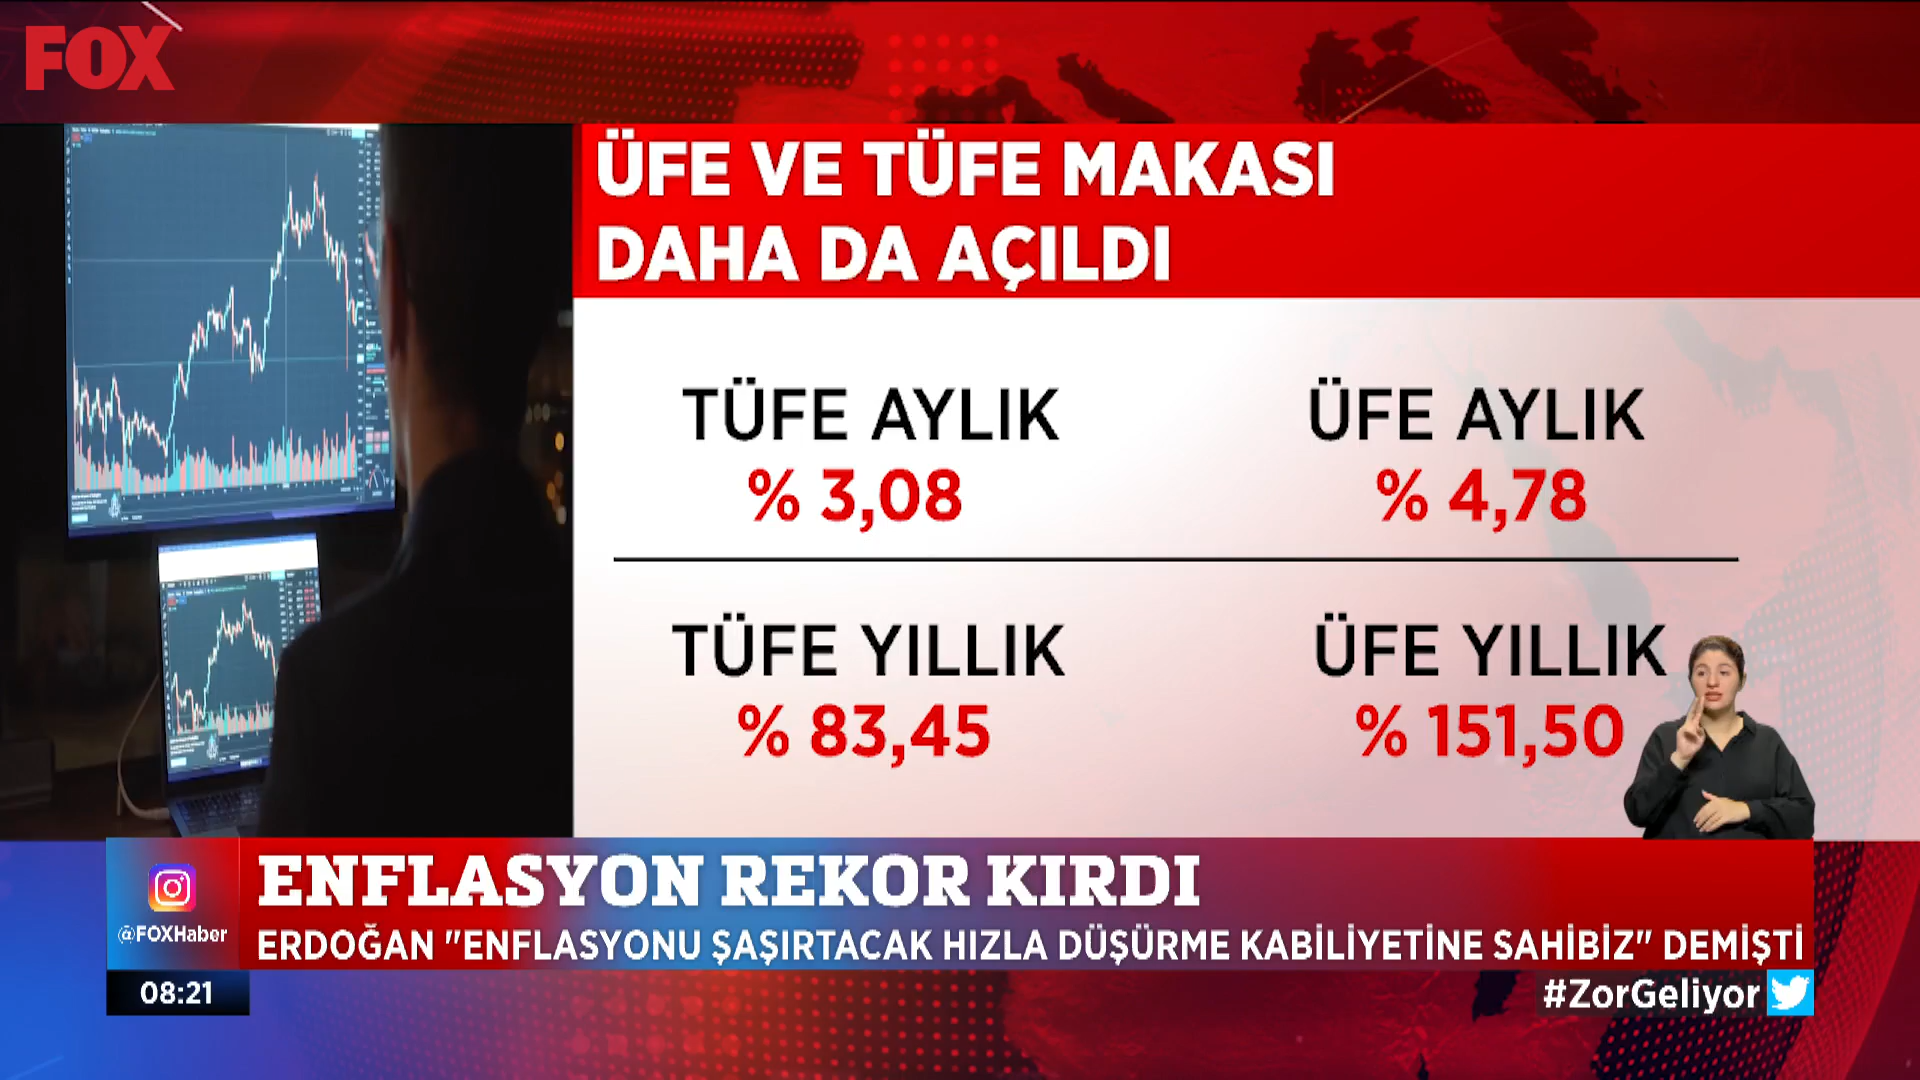 FOX
ÜFE VE TÜFE MAKASI
DAHA DA AÇILDI
TÜFE AYLIK
% 3,08
ÜFE AYLIK
% 4,78
TÜFE YILLIK
% 83,45
ÜFE YILLIK
% 151,50
@FOXHaber
ENFLASYON REKOR KIRDI
ERDOĞAN "ENFLASYONU ŞAŞIRTACAK HIZLA DÜŞÜRME KABİLİYETİNE SAHİBİZ" DEMİŞTİ
08:21
#ZorGeliyor